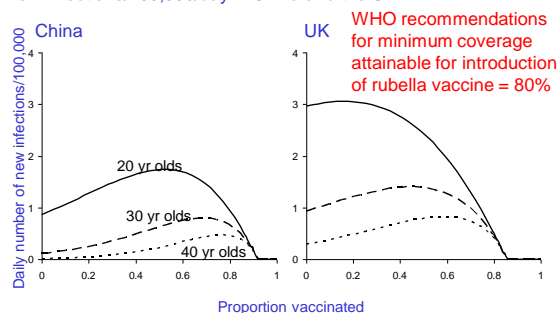 China
UK
WHO recommendations
for minimum coverage
attainable for introduction
of rubella vaccine = 80%
Daily number of new infections/100,000
4
3
2
1
0
20 yr olds
30 yr olds
40 yr olds
0
0.2
0.4
0.6
0.8
1
4
3
2
1
0
0
0.2
0.4
0.6
0.8
1
Proportion vaccinated